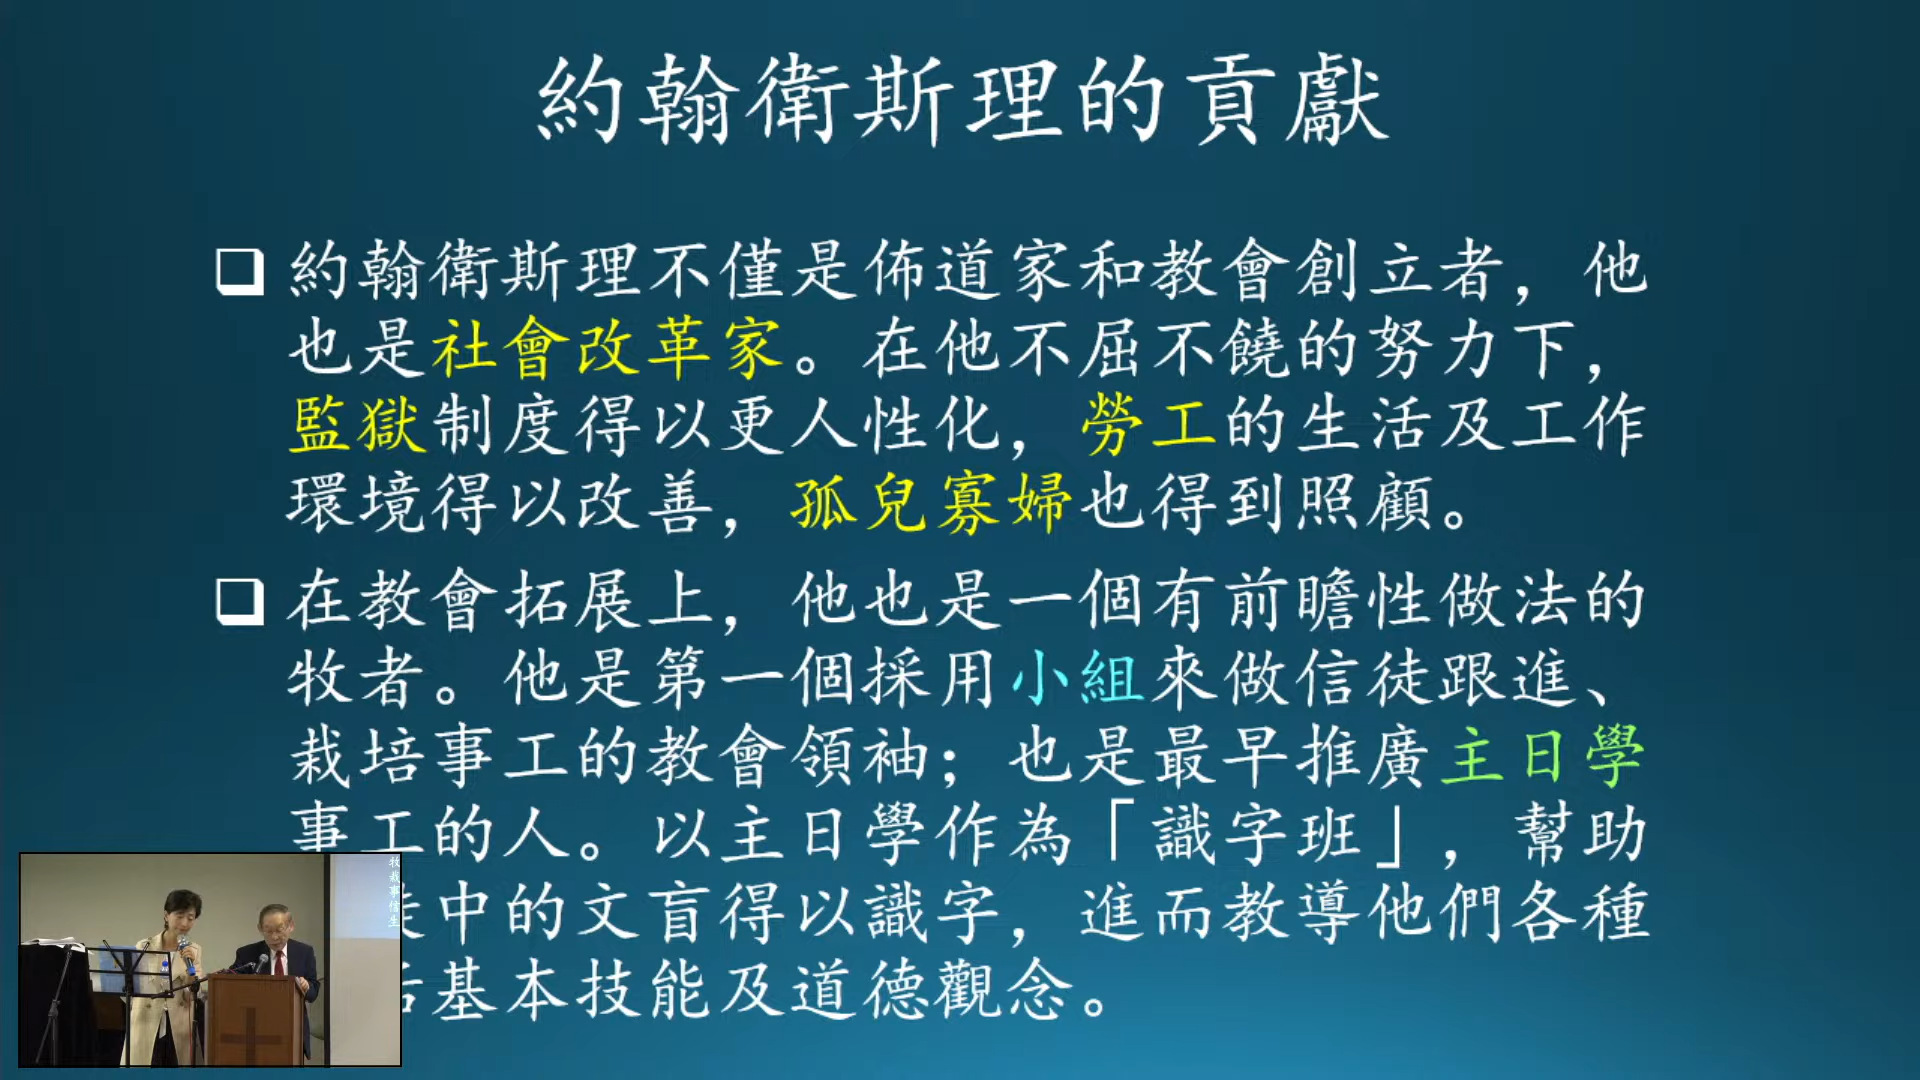 約翰衛斯理的貢獻
約翰衛斯理不僅是佈道家和教會創立者，他
也是社會改革家。在他不屈不饒的努力下，
監獄制度得以更人性化，勞工的生活及工作
環境得以改善，孤兒寡婦也得到照顧。
在教會拓展上，他也是一個有前瞻性做法的
牧者。他是第一個採用小組來做信徒跟進、
栽培事工的教會領袖；也是最早推廣主日學
事工的人。以主日學作為「識字班」，幫助
中的文盲得以識字，進而教導他們各種
基本技能及道德觀念。
牧
栽
事
信
生